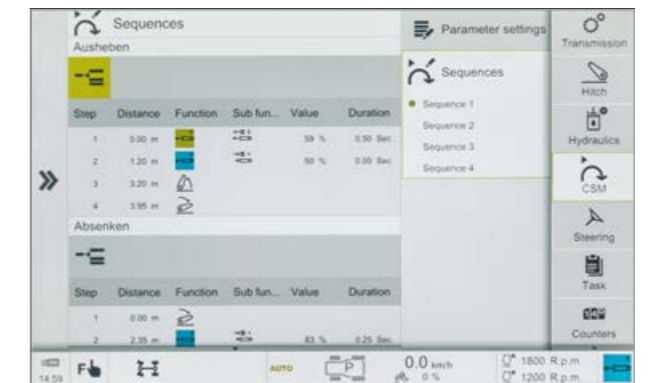 Sequences
Ausheben
Step Distance Function Sub fun... Value Duration
1 0.00 m 59 % 0.50 Sec.
2 1.20 m 50 % 0.00 Sec.
3 3.20 m
4 3.95 m
Absenken
Step Distance Function Sub fun... Value Duration
1 0.00 m
2 2.35 m 83 % 0.25 Sec.
Parameter settings
Sequences
Sequence 1
Sequence 2
Sequence 3
Sequence 4
Transmission
Hitch
Hydraulics
CSM
Steering
Task
Counters
14:59
F
AUTO
P
0.0 km/h
0 %
1800 R.p.m
1200 R.p.m